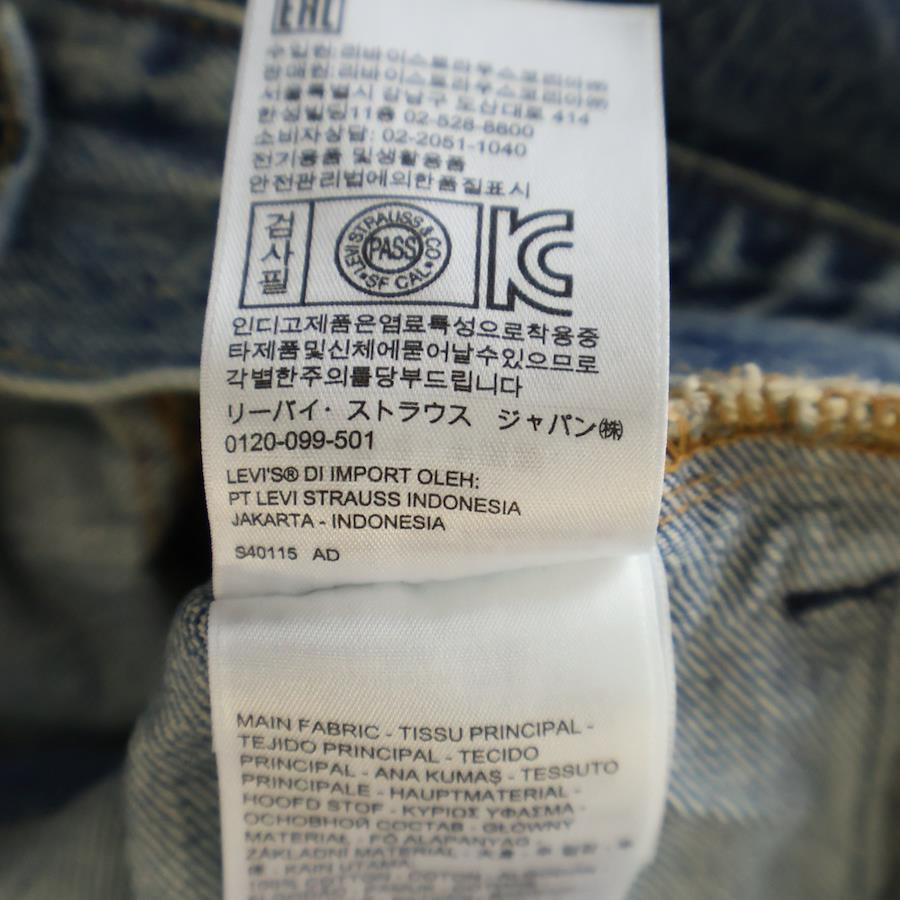 EAC
수입원:리바이스트라우스코리아㈜
판매원:리바이스트라우스코리아㈜
서울특별시 강남구 도산대로 414
한성빌딩11층 02-528-8800
소비자상담: 02-2051-1040
전기용품 및생활용품
안전관리법에의한품질표시
검사필
LEVI STRAUSS & CO
PASS
SF CAL
KC
인디고제품은염료특성으로착용중
타제품및신체에묻어날수있으므로
각별한주의를당부드립니다
リーバイ・ストラウス ジャパン㈱
0120-099-501
LEVI'S® DI IMPORT OLEH:
PT LEVI STRAUSS INDONESIA
JAKARTA - INDONESIA
S40115 AD
MAIN FABRIC - TISSU PRINCIPAL -
TEJIDO PRINCIPAL - TECIDO
PRINCIPAL - ANA KUMAŞ - TESSUTO
PRINCIPALE - HAUPTMATERIAL -
HOOFD STOF - ΚΥΡΙΟΣ ΥΦΑΣΜΑ -
ОСНОВНОЙ СОСТАВ - GŁÓWNY
MATERIAŁ - FŐ ALAPANYAG
ZÁKLADNÍ MATERIÁL -
- KAIN UTAMA